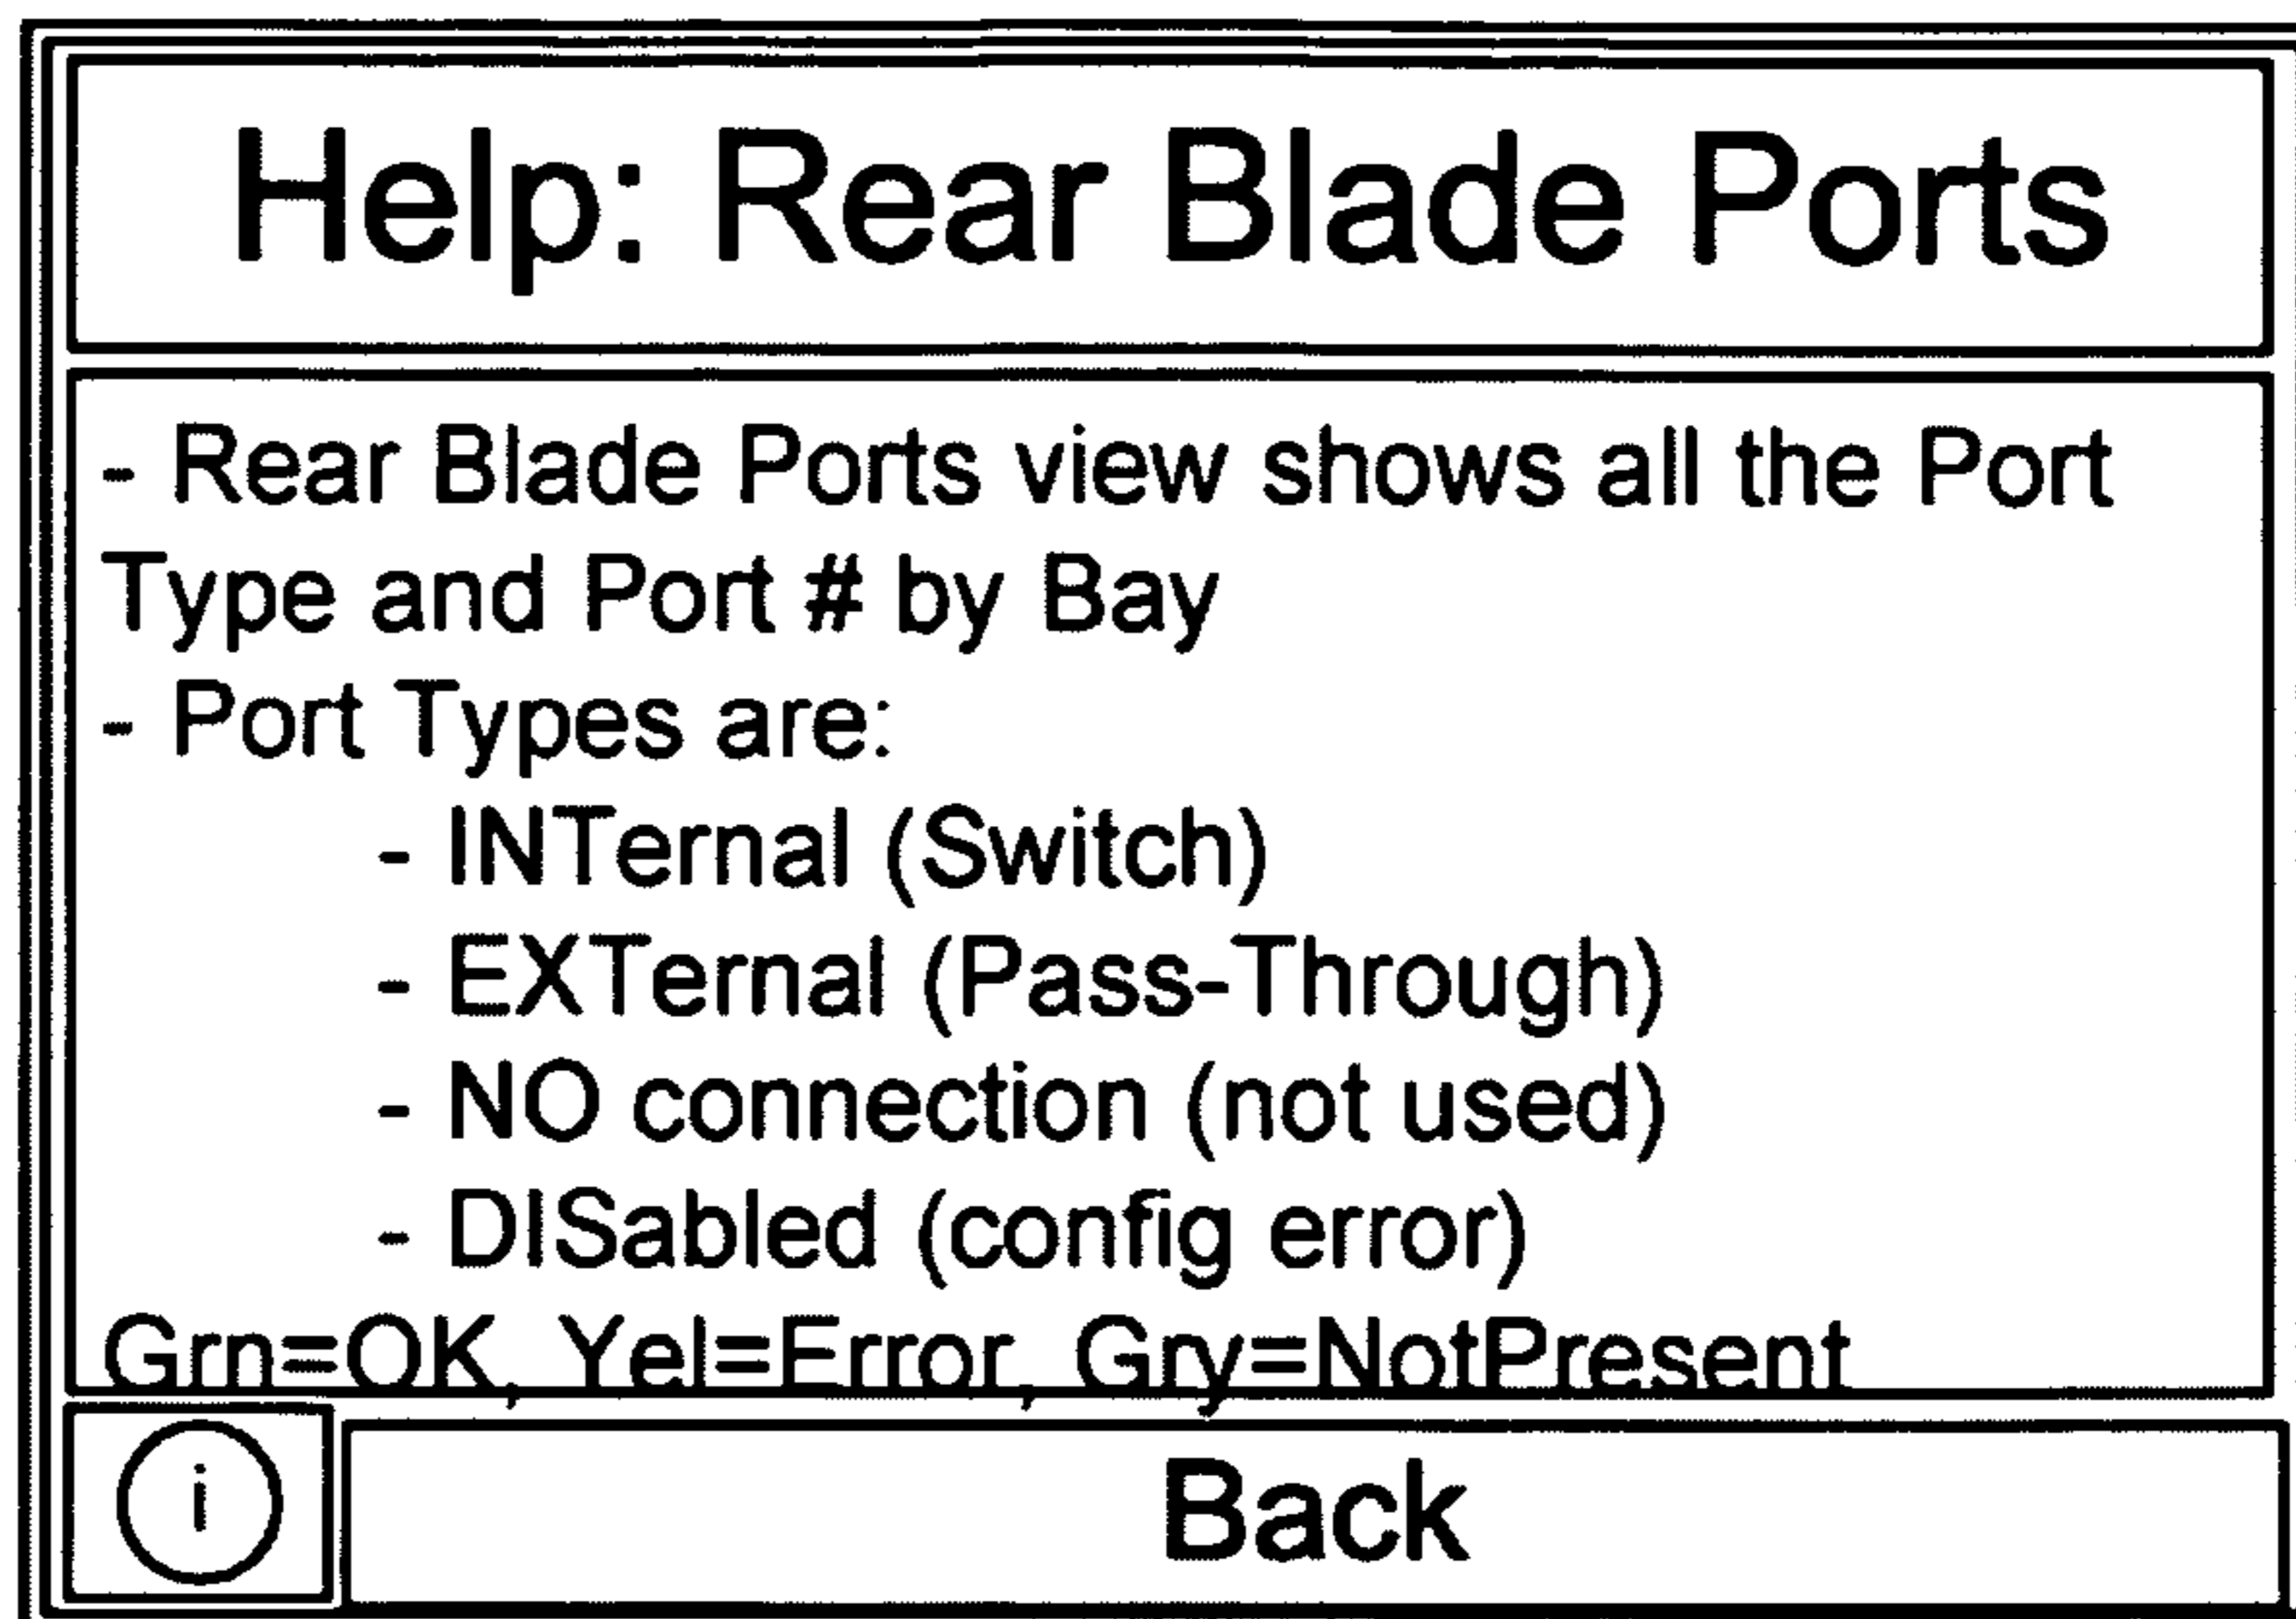 Help: Rear Blade Ports
- Rear Blade Ports view shows all the Port
Type and Port # by Bay
- Port Types are:
- INTernal (Switch)
- EXTernal (Pass-Through)
- NO connection (not used)
- DISabled (config error)
Grn=OK, Yel=Error, Gry=NotPresent
i
Back